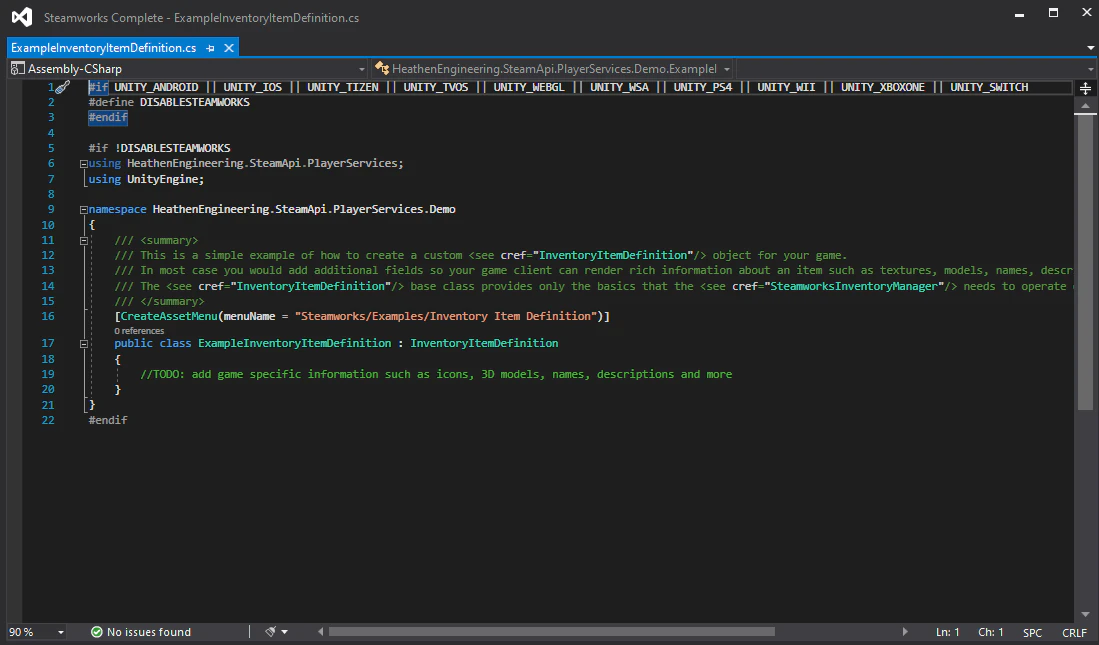 Steamworks Complete - ExampleInventoryItemDefinition.cs
ExampleInventoryItemDefinition.cs
Assembly-CSharp HeathenEngineering.SteamApi.PlayerServices.Demo.ExampleI
1 #if UNITY_ANDROID || UNITY_IOS || UNITY_TIZEN || UNITY_TVOS || UNITY_WEBGL || UNITY_WSA || UNITY_PS4 || UNITY_WII || UNITY_XBOXONE || UNITY_SWITCH
2 #define DISABLESTEAMWORKS
3 #endif
4
5 #if !DISABLESTEAMWORKS
6 using HeathenEngineering.SteamApi.PlayerServices;
7 using UnityEngine;
8
9 namespace HeathenEngineering.SteamApi.PlayerServices.Demo
10 {
11 /// <summary>
12 /// This is a simple example of how to create a custom <see cref="InventoryItemDefinition"/> object for your game.
13 /// In most case you would add additional fields so your game client can render rich information about an item such as textures, models, names, descr
14 /// The <see cref="InventoryItemDefinition"/> base class provides only the basics that the <see cref="SteamworksInventoryManager"/> needs to operate
15 /// </summary>
16 [CreateAssetMenu(menuName = "Steamworks/Examples/Inventory Item Definition")]
0 references
17 public class ExampleInventoryItemDefinition : InventoryItemDefinition
18 {
19 //TODO: add game specific information such as icons, 3D models, names, descriptions and more
20 }
21 }
22 #endif
90 % No issues found Ln: 1 Ch: 1 SPC CRLF